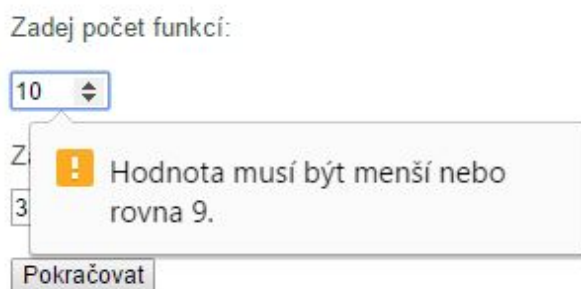 Zadej počet funkcí:
10
Hodnota musí být menší nebo
rovna 9.
3
Pokračovat